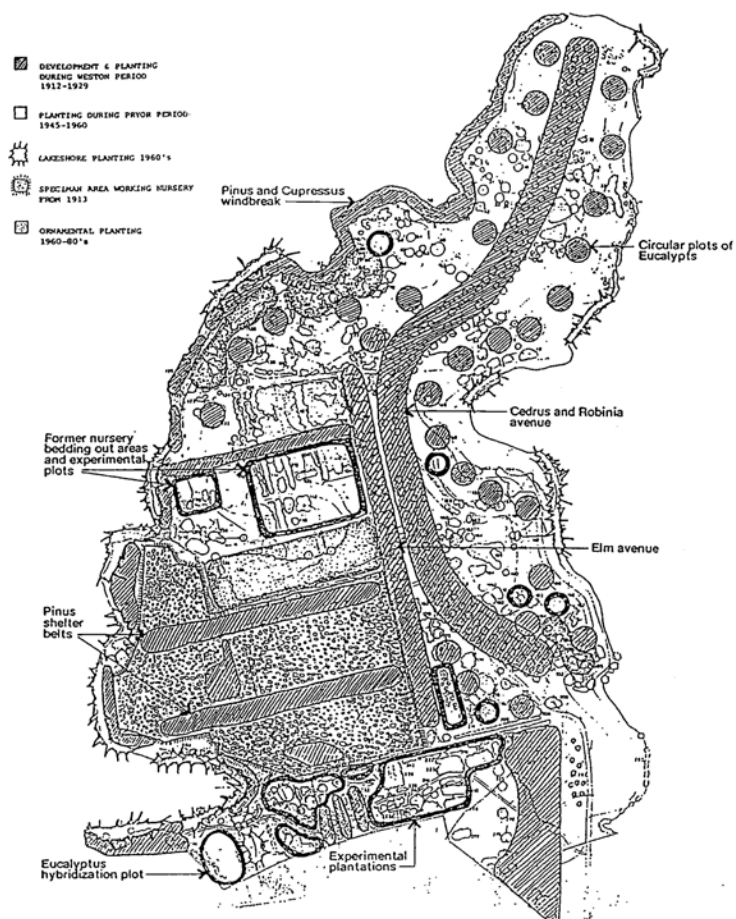 DEVELOPMENT & PLANTING
DURING WESTON PERIOD
1912-1929
PLANTING DURING PRYOR PERIOD
1945-1960
LAKESHORE PLANTING 1960's
SPECIMAN AREA WORKING NURSERY
FROM 1913
ORNAMENTAL PLANTING
1960-80's
Pinus and Cupressus
windbreak
Circular plots of
Eucalypts
Cedrus and Robinia
avenue
Former nursery
bedding out areas
and experimental
plots
Elm avenue
Pinus
shelter
belts
Experimental
plantations
Eucalyptus
hybridization plot